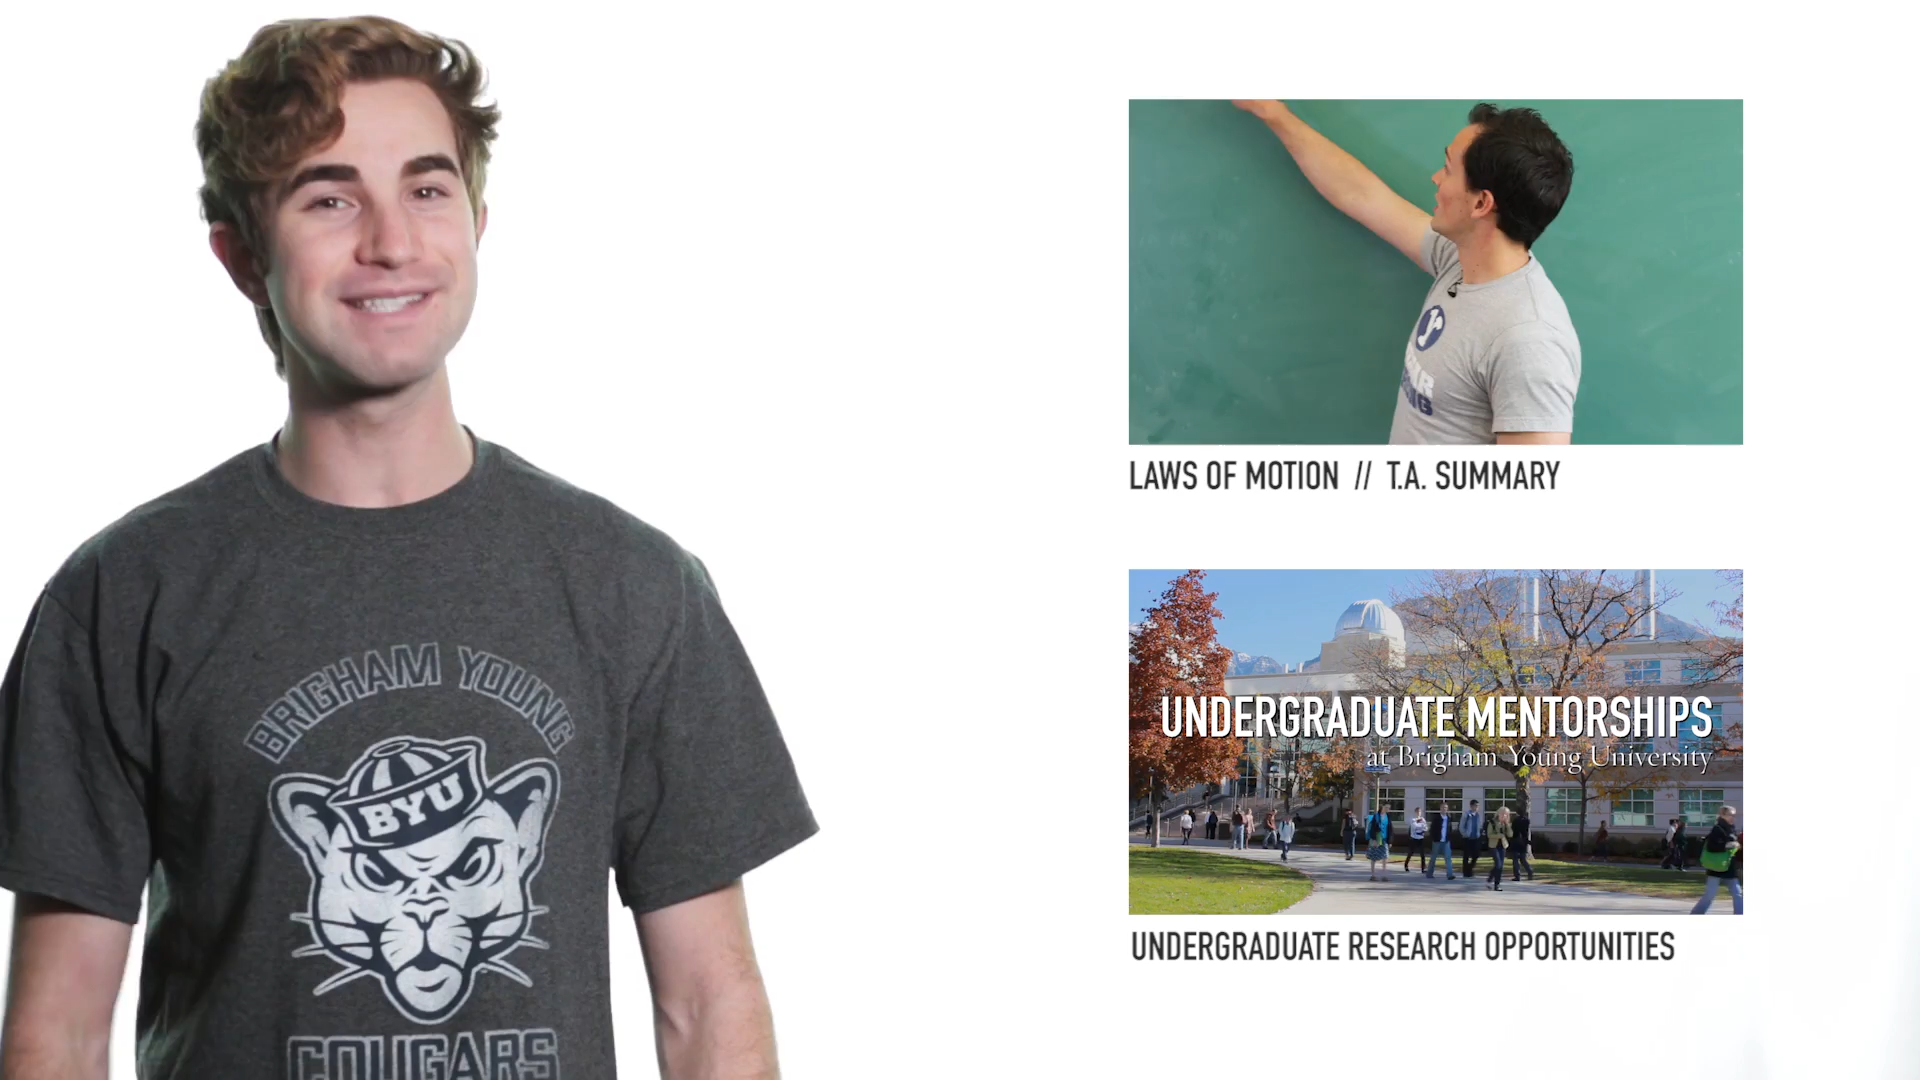 BRIGHAM YOUNG
BYU
COUGARS
LAWS OF MOTION // T.A. SUMMARY
UNDERGRADUATE MENTORSHIPS
at Brigham Young University
UNDERGRADUATE RESEARCH OPPORTUNITIES